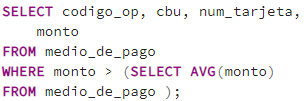 SELECT codigo_op, cbu, num_tarjeta,
monto
FROM medio_de_pago
WHERE monto > (SELECT AVG(monto)
FROM medio_de_pago );